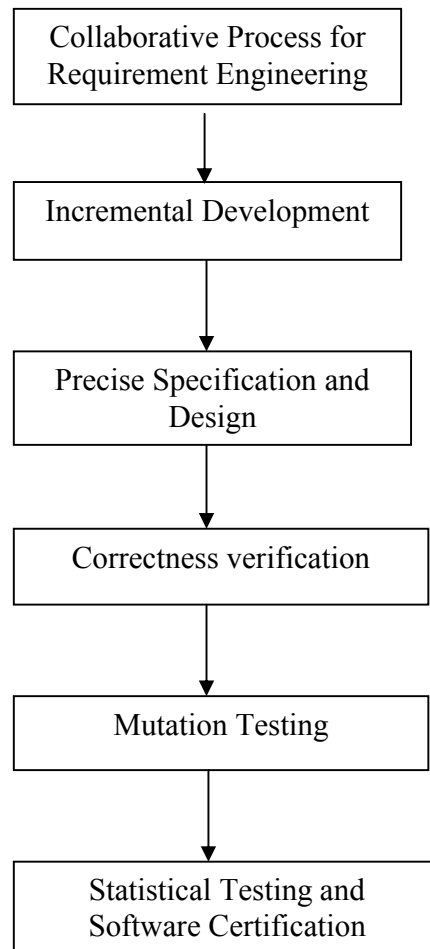 Collaborative Process for
Requirement Engineering
Incremental Development
Precise Specification and
Design
Correctness verification
Mutation Testing
Statistical Testing and
Software Certification